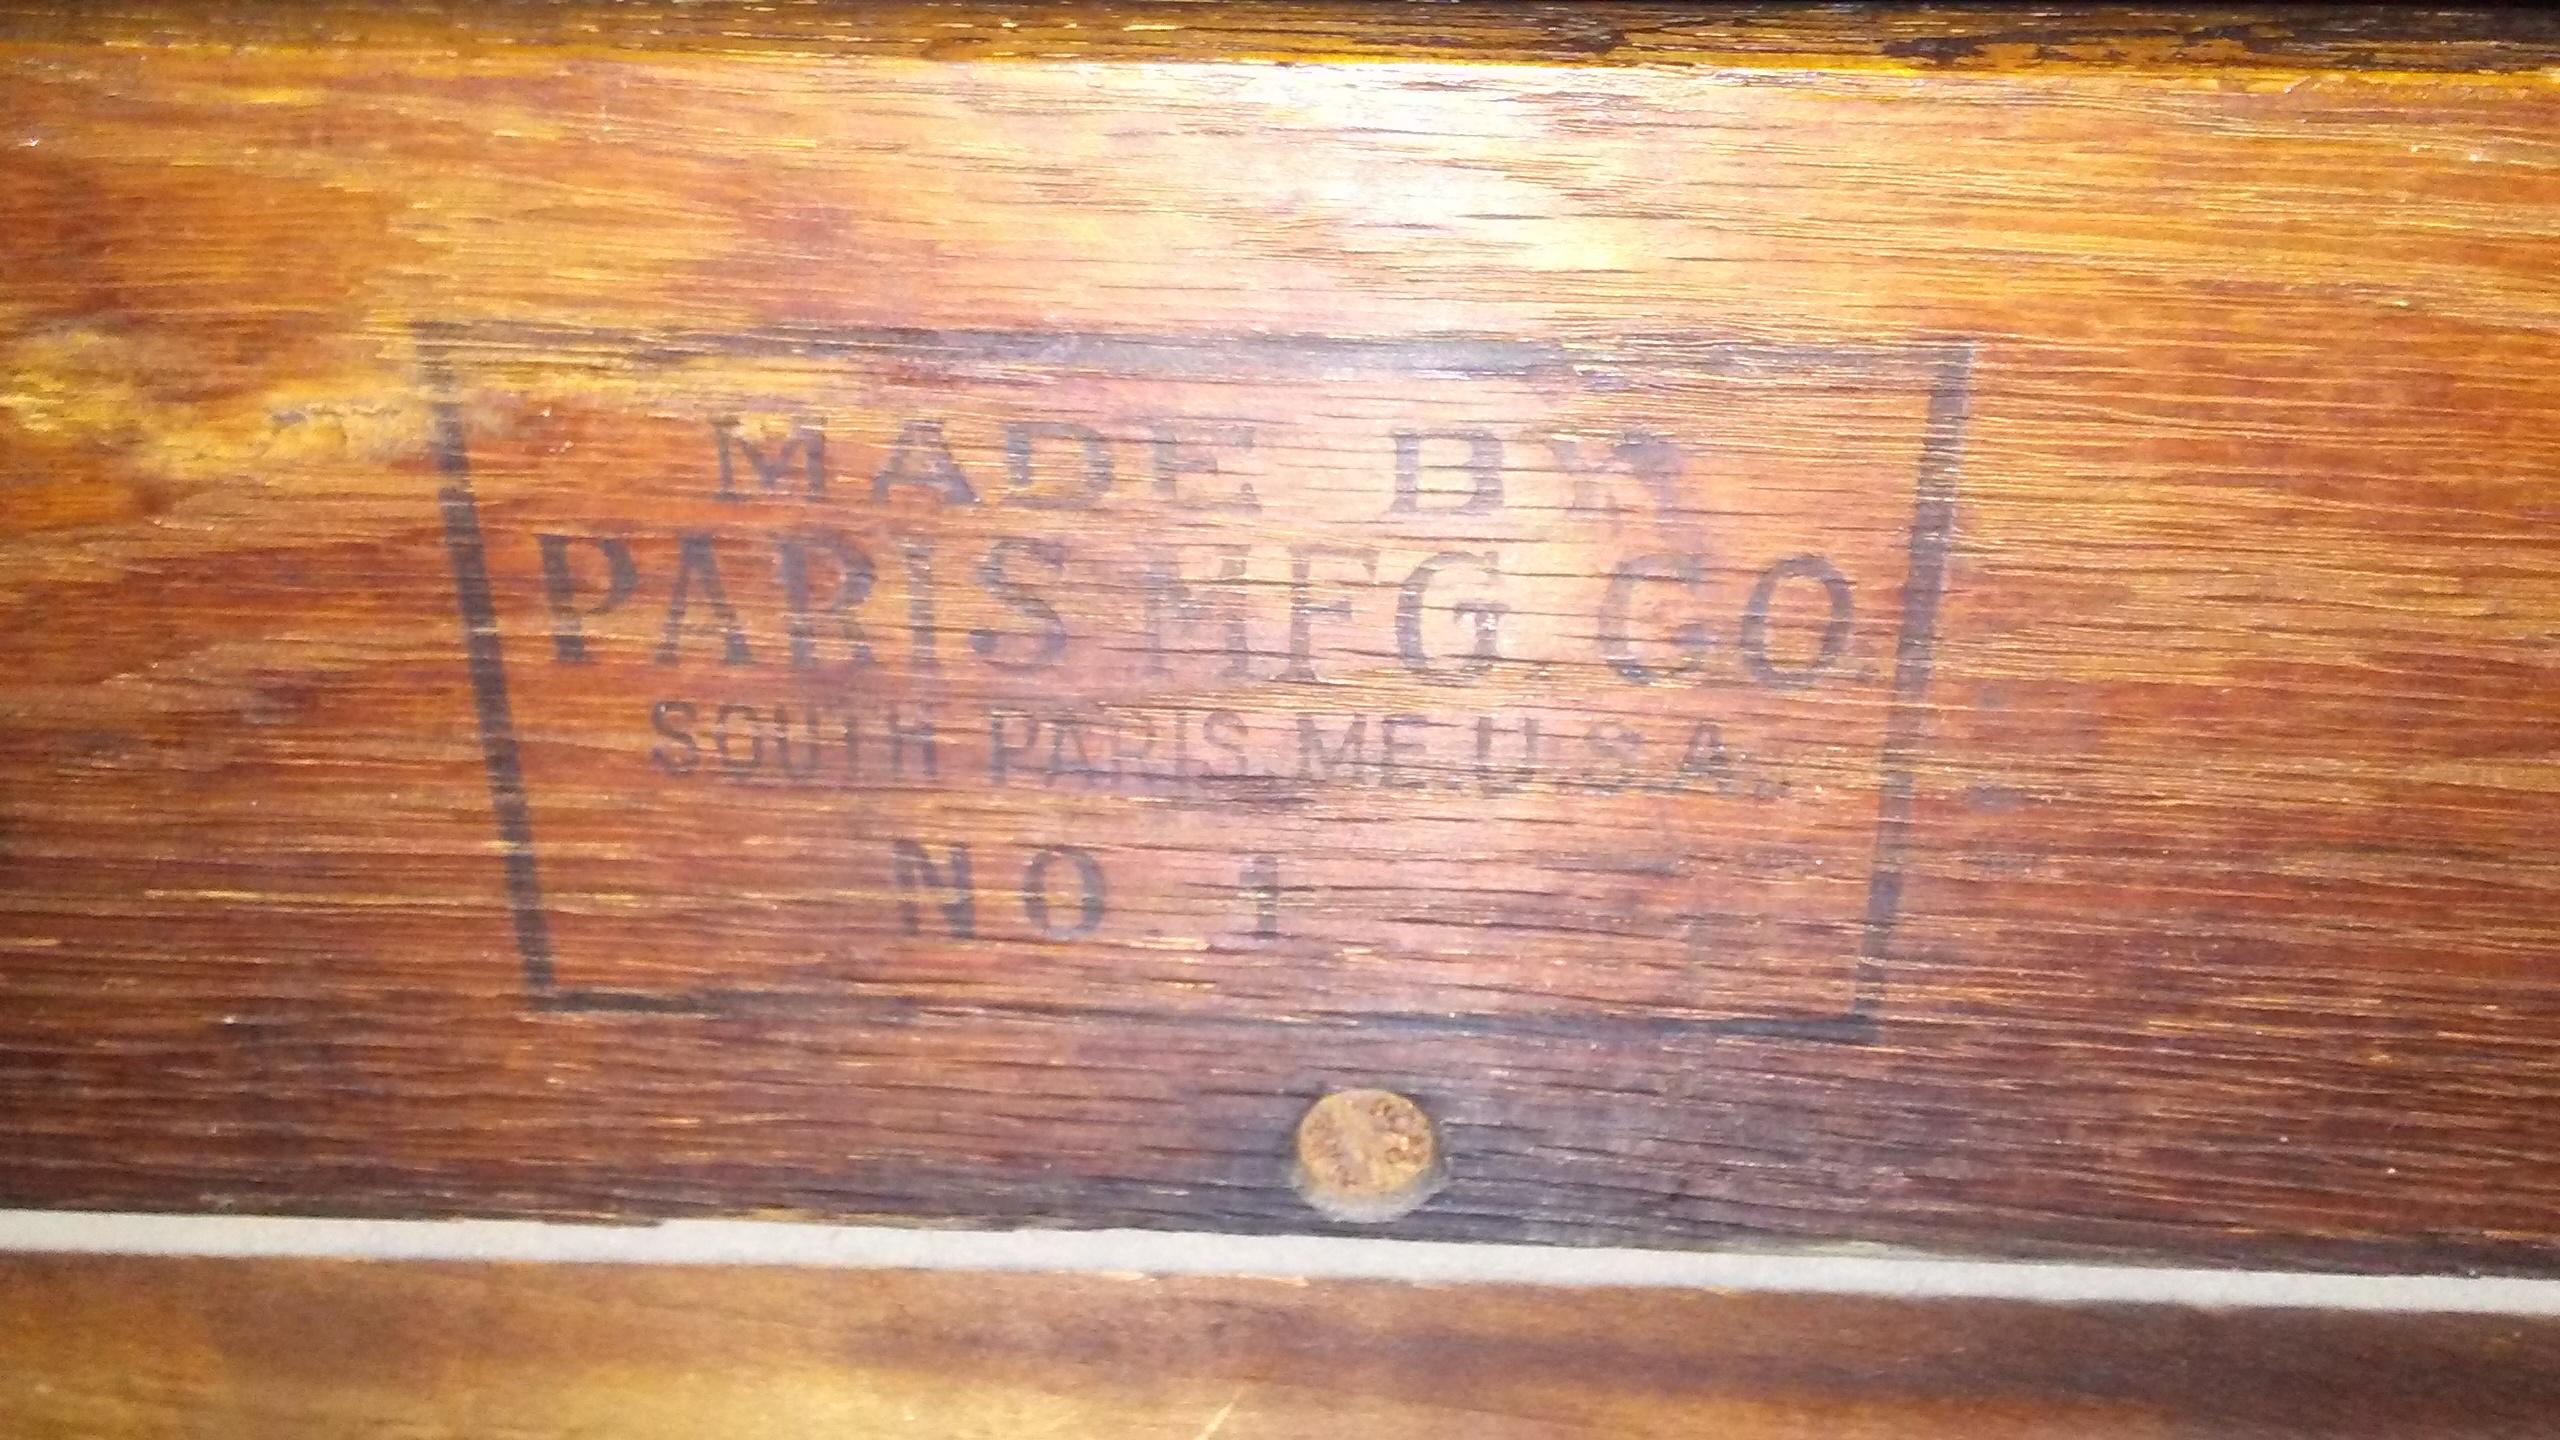 MADE BY
PARIS MFG. CO.
SOUTH PARIS ME. U.S.A.
NO 1